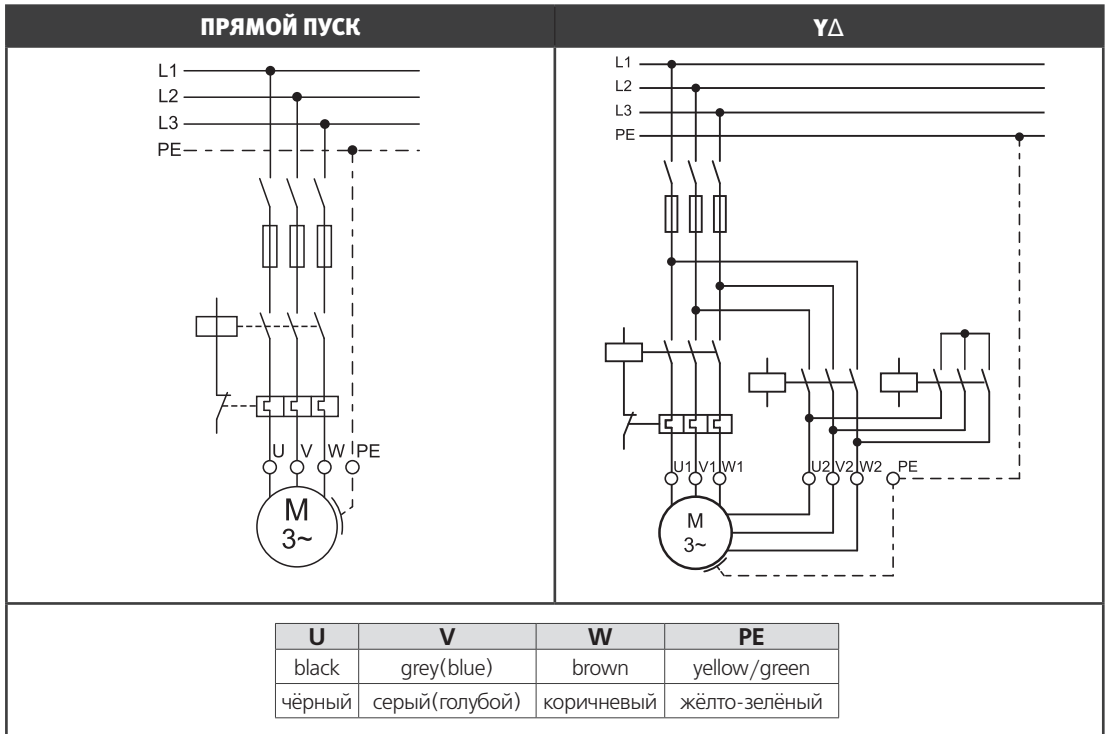 ПРЯМОЙ ПУСК
YΔ
L1
L2
L3
PE
U V W PE
M
3~
L1
L2
L3
PE
U1 V1 W1 U2 V2 W2 PE
M
3~
U V W PE
black grey(blue) brown yellow/green
чёрный серый(голубой) коричневый жёлто-зелёный